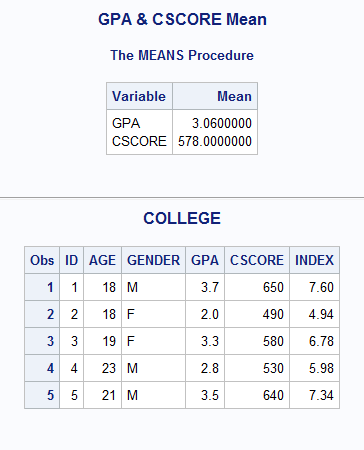 GPA & CSCORE Mean
The MEANS Procedure
Variable Mean
GPA 3.0600000
CSCORE 578.0000000
COLLEGE
Obs ID AGE GENDER GPA CSCORE INDEX
1 1 18 M 3.7 650 7.60
2 2 18 F 2.0 490 4.94
3 3 19 F 3.3 580 6.78
4 4 23 M 2.8 530 5.98
5 5 21 M 3.5 640 7.34